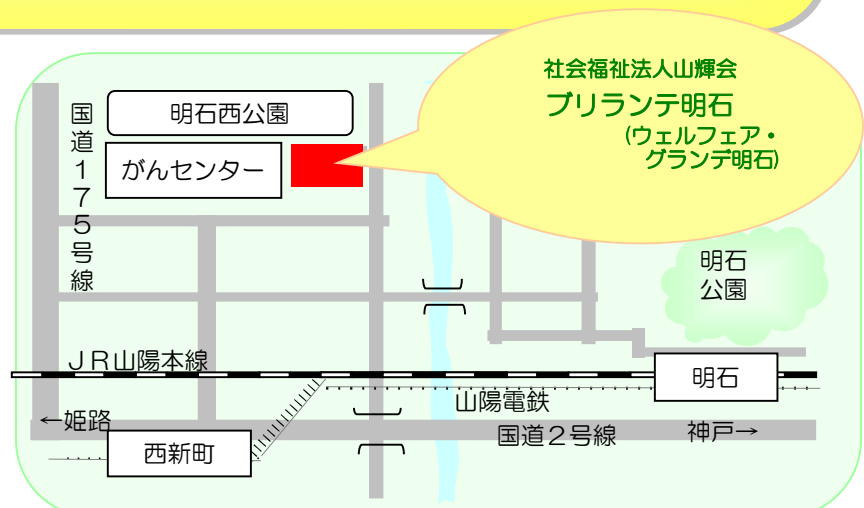 社会福祉法人山輝会
ブリランテ明石
(ウェルフェア・
グランデ明石)
国道175号線
明石西公園
がんセンター
明石
公園
JR山陽本線
明石
山陽電鉄
←姫路
国道2号線
神戸→
西新町